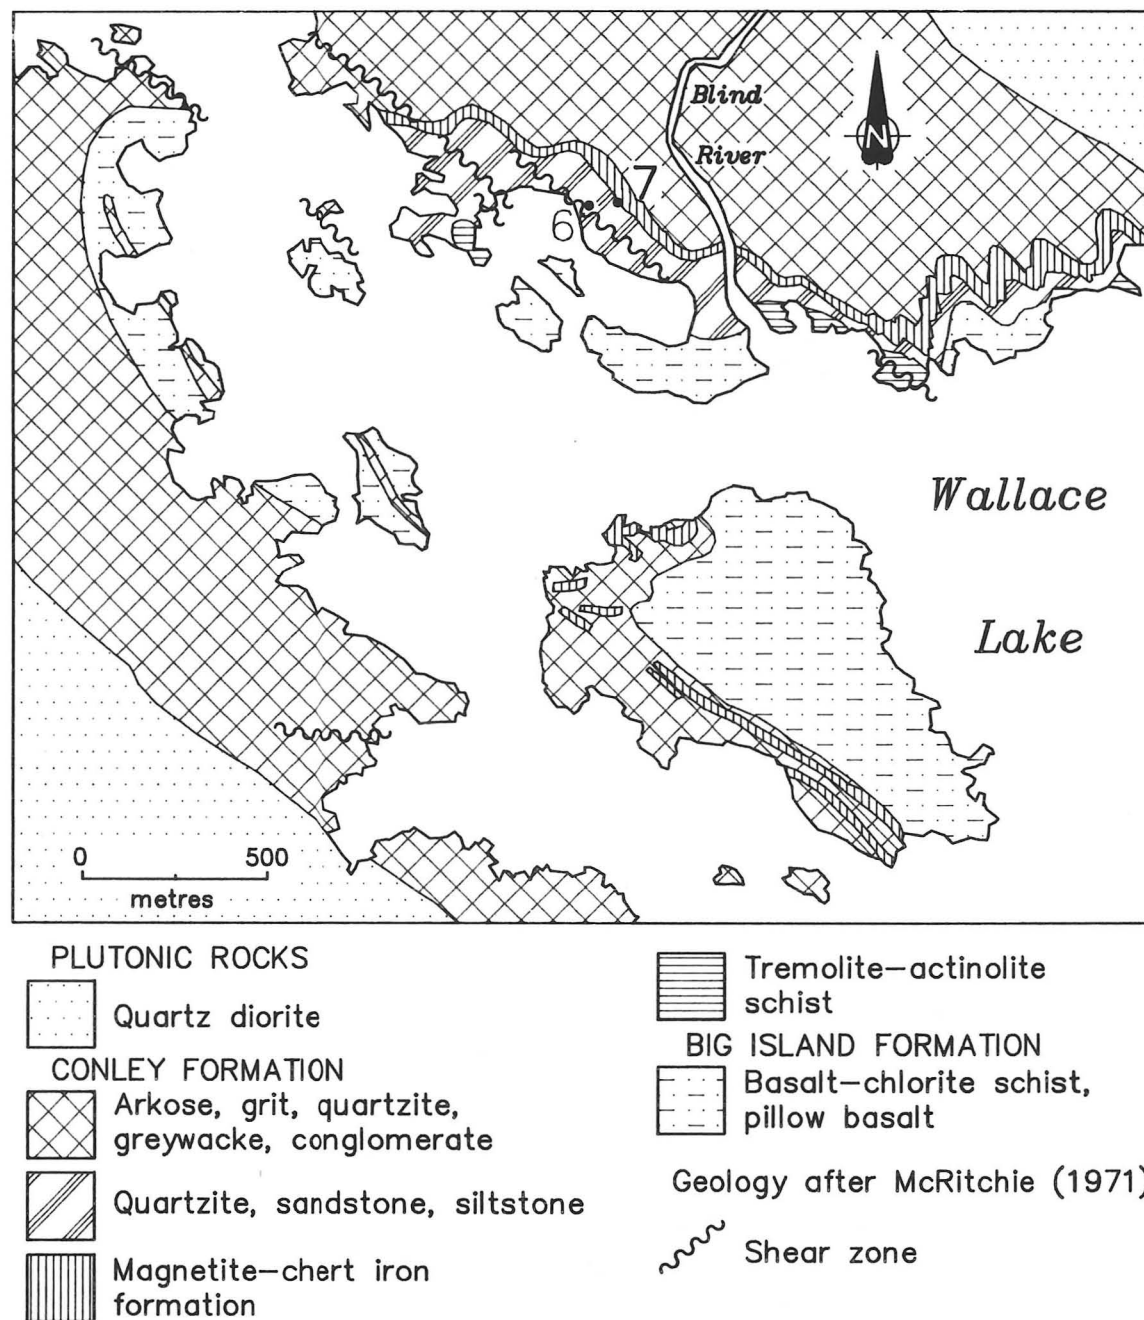 Blind
River
N
7
6
Wallace
Lake
0 500
metres
PLUTONIC ROCKS
Quartz diorite
CONLEY FORMATION
Arkose, grit, quartzite,
greywacke, conglomerate
Quartzite, sandstone, siltstone
Magnetite–chert iron
formation
Tremolite–actinolite
schist
BIG ISLAND FORMATION
Basalt–chlorite schist,
pillow basalt
Geology after McRitchie (1971)
Shear zone